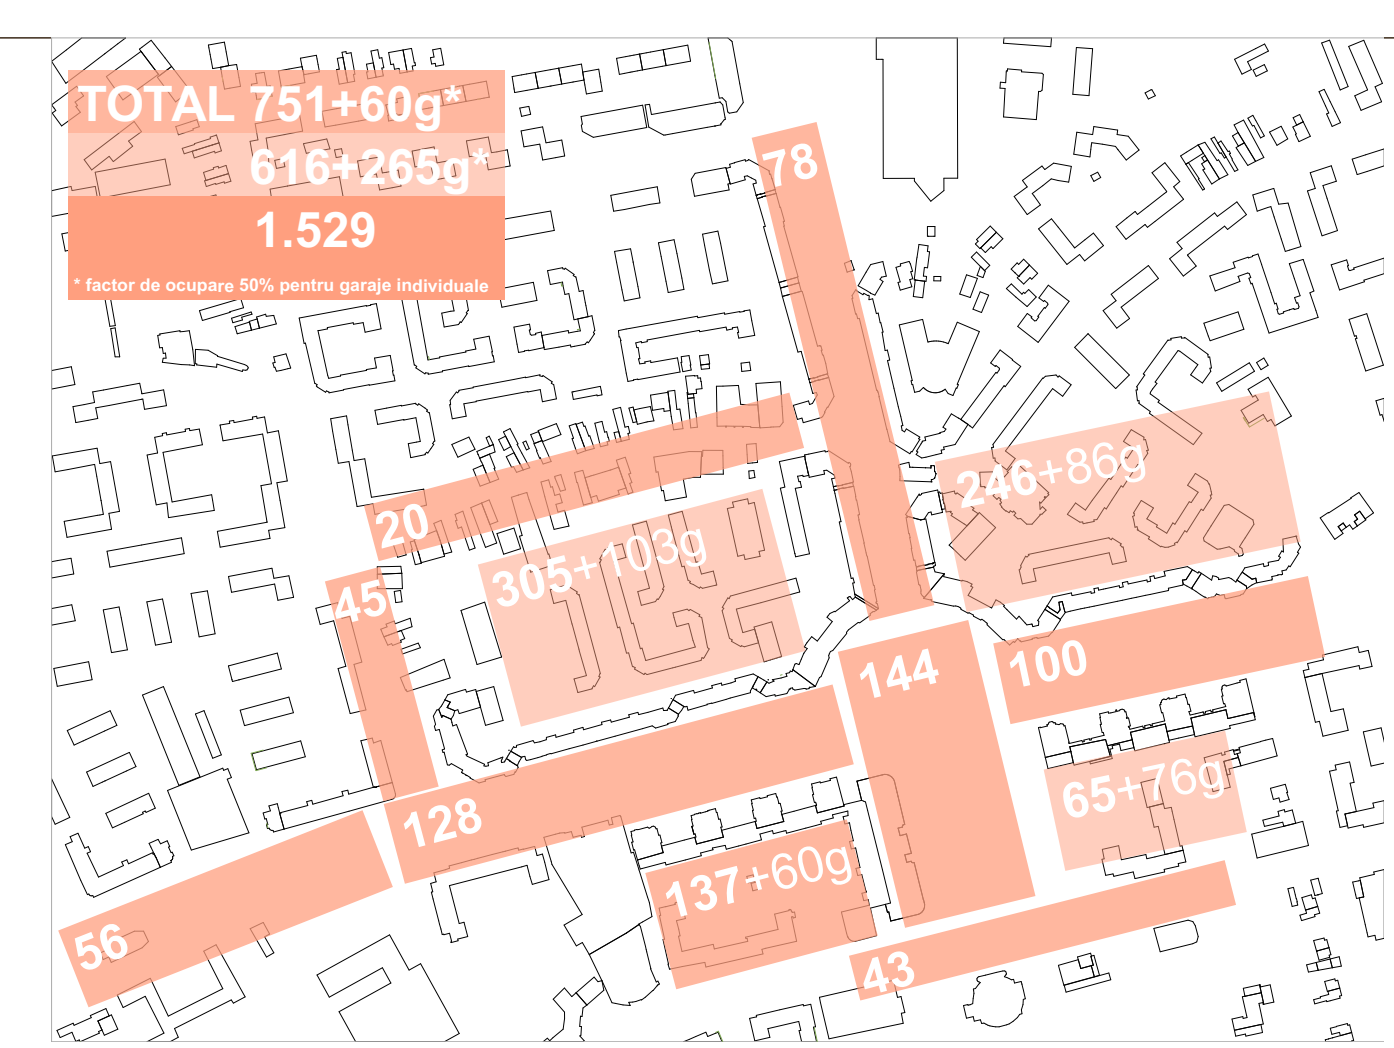 TOTAL 751+60g*
616+265g*
1.529
* factor de ocupare 50% pentru garaje individuale
78
20
246+86g
305+103g
45
144
100
128
65+76g
137+60g
56
43